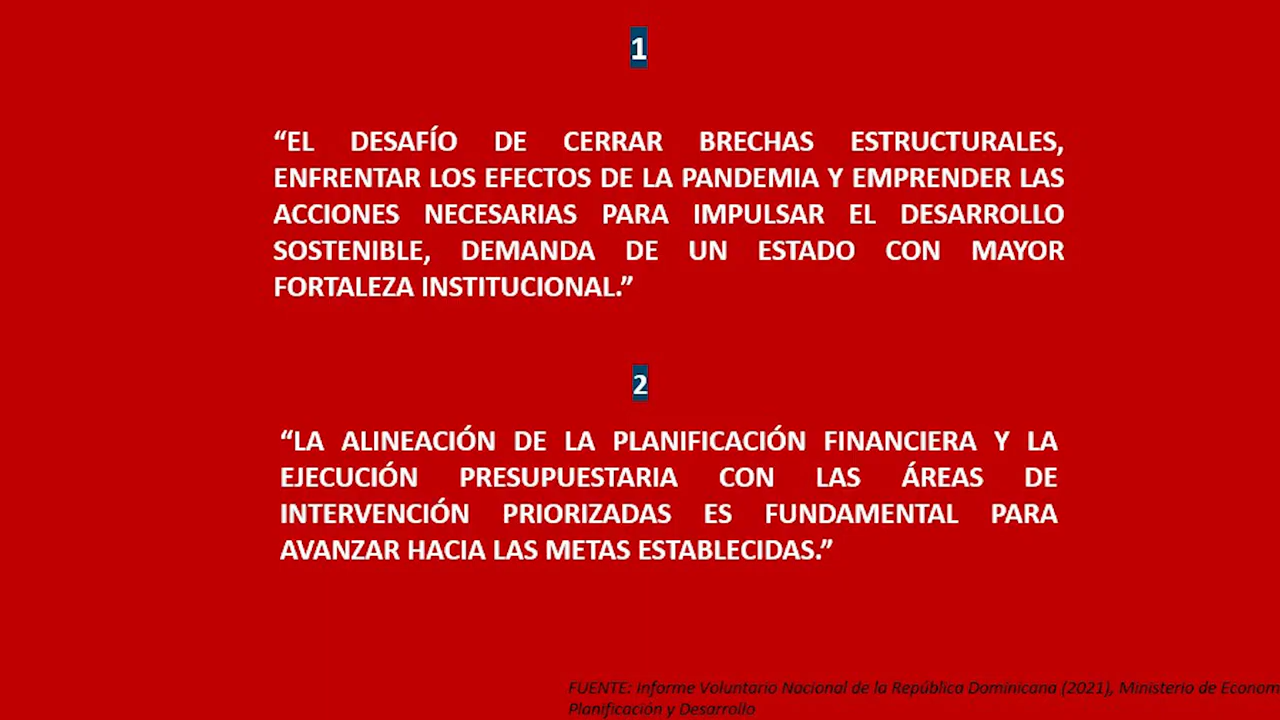 1
“EL DESAFÍO DE CERRAR BRECHAS ESTRUCTURALES,
ENFRENTAR LOS EFECTOS DE LA PANDEMIA Y EMPRENDER LAS
ACCIONES NECESARIAS PARA IMPULSAR EL DESARROLLO
SOSTENIBLE, DEMANDA DE UN ESTADO CON MAYOR
FORTALEZA INSTITUCIONAL.”
2
“LA ALINEACIÓN DE LA PLANIFICACIÓN FINANCIERA Y LA
EJECUCIÓN PRESUPUESTARIA CON LAS ÁREAS DE
INTERVENCIÓN PRIORIZADAS ES FUNDAMENTAL PARA
AVANZAR HACIA LAS METAS ESTABLECIDAS.”
FUENTE: Informe Voluntario Nacional de la República Dominicana (2021), Ministerio de Econom
Planificación y Desarrollo